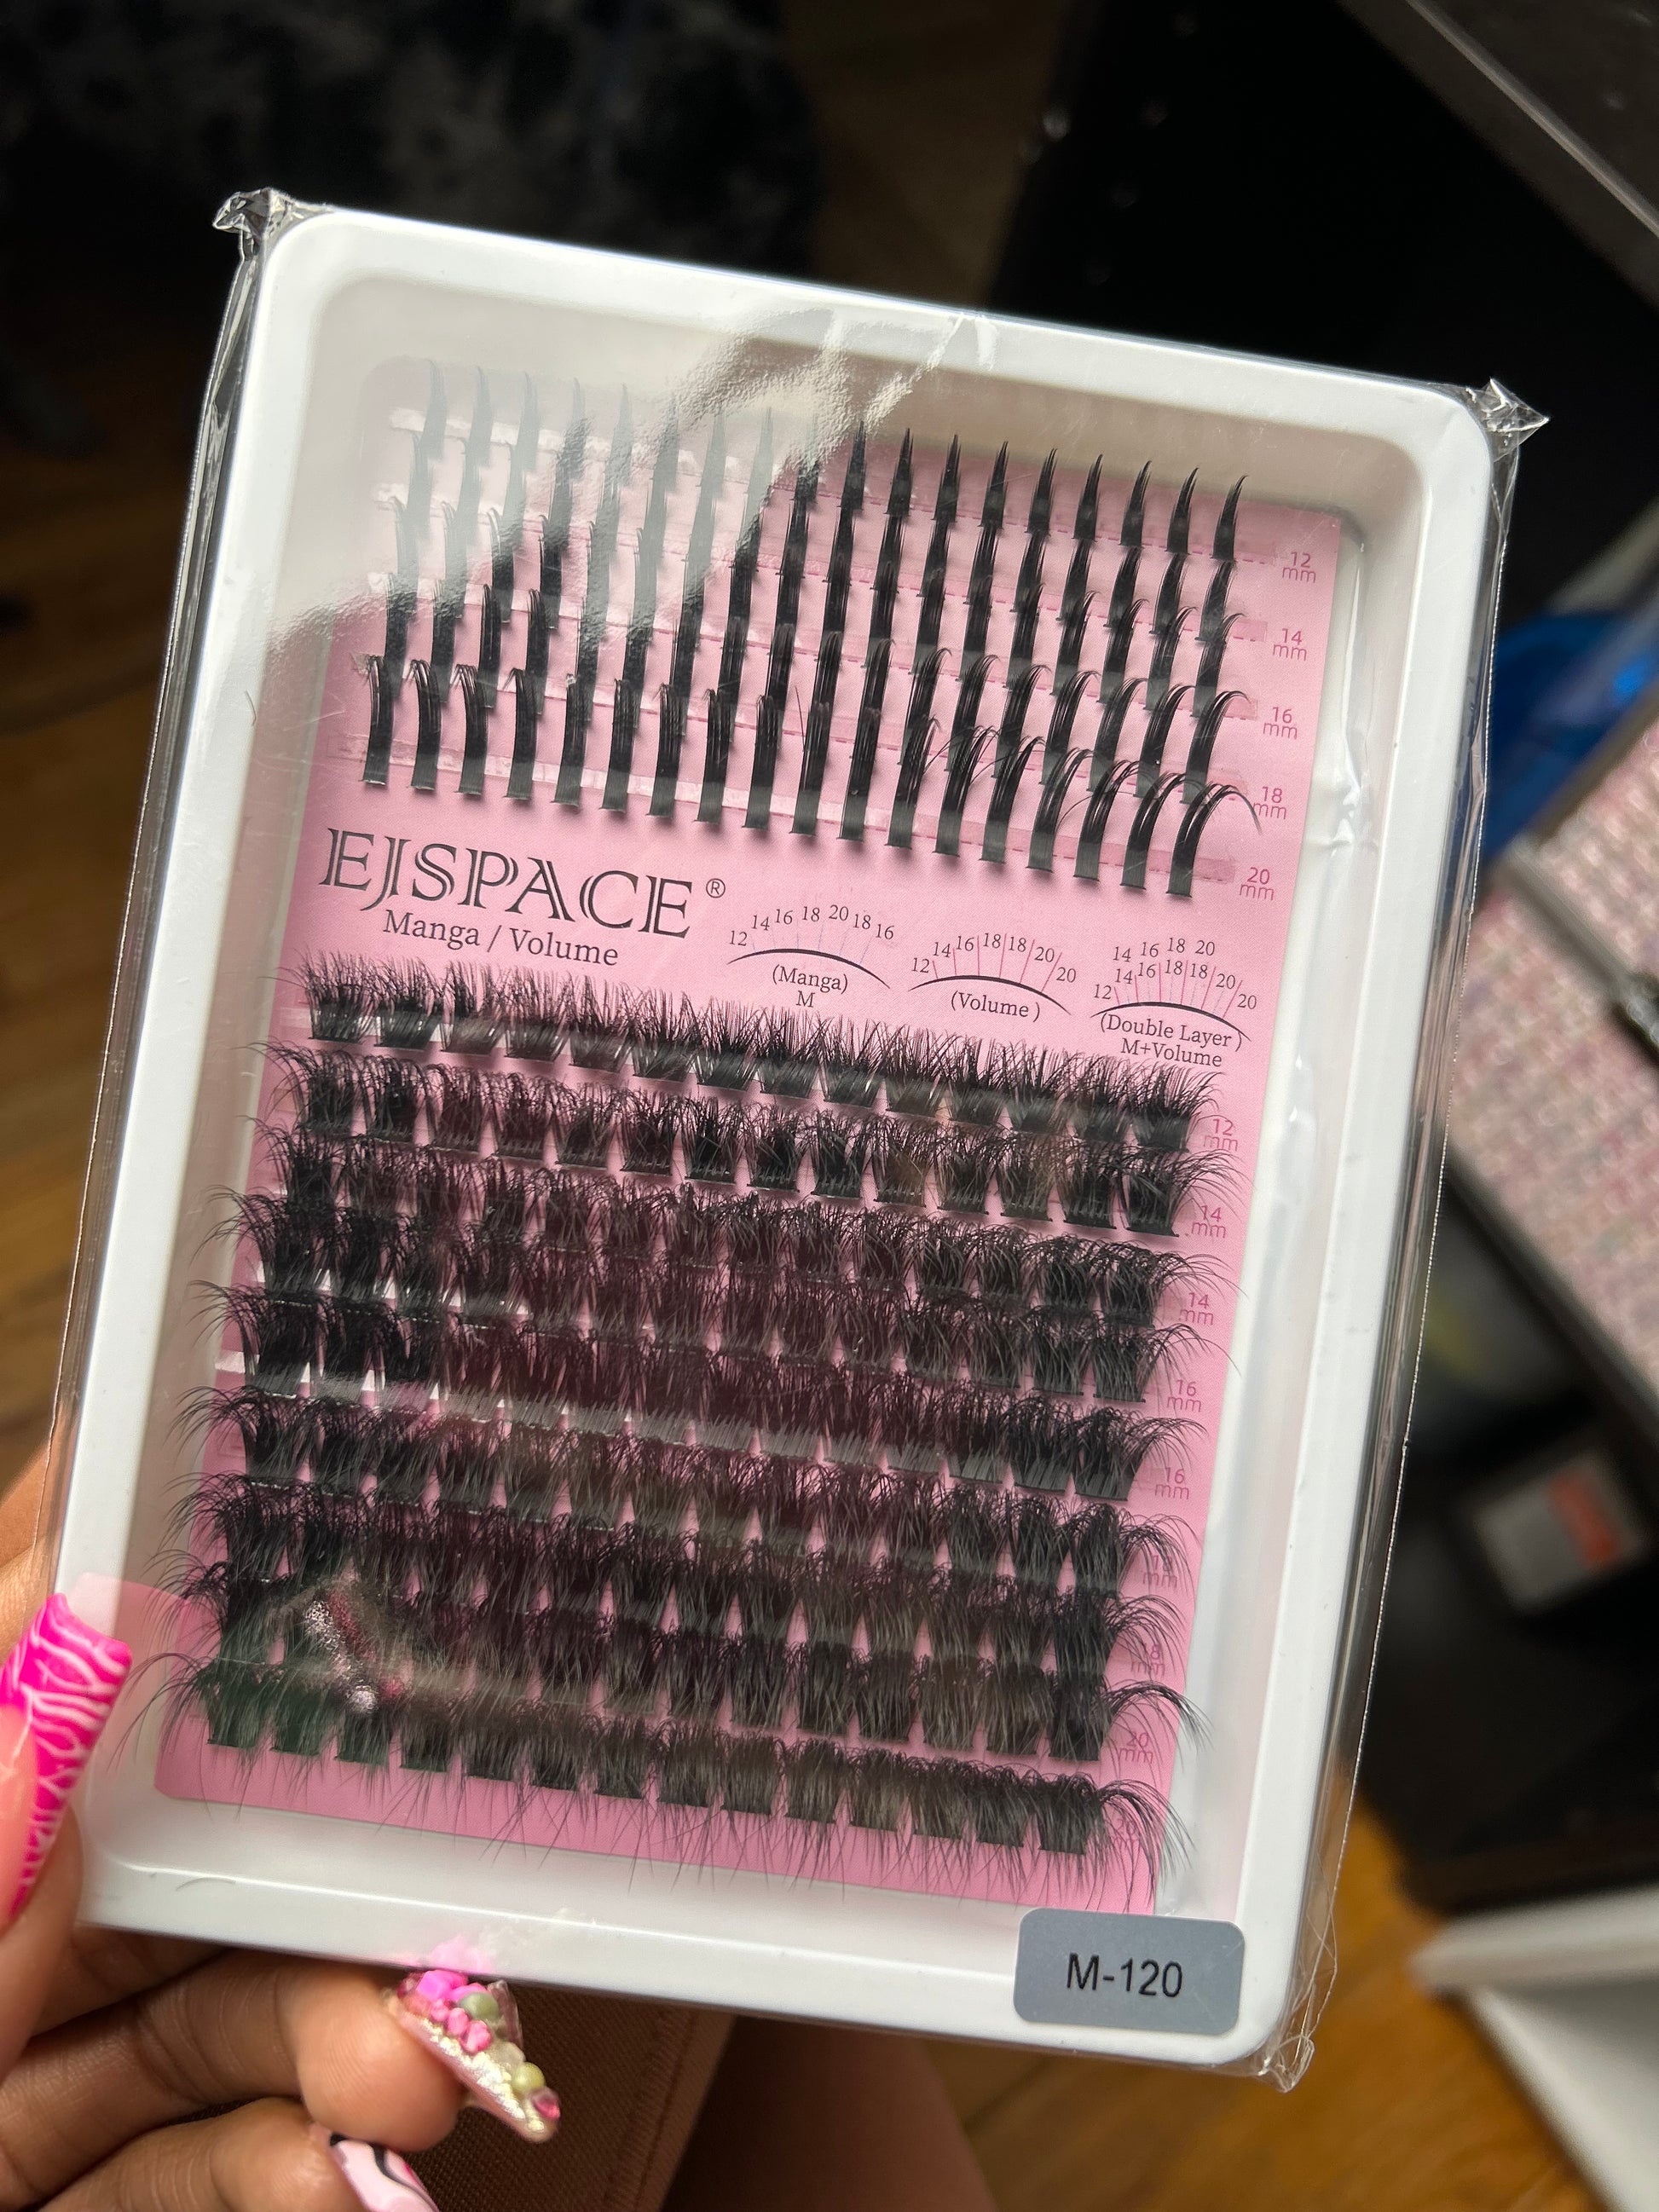 12
mm
14
mm
16
mm
18
mm
20
mm
EJSPACE®
Manga / Volume
12 14 16 18 20 18 16
(Manga)
M
12 14 16 18 18 20 20
(Volume)
14 16 18 20
12 14 16 18 18 20 20
(Double Layer)
M+Volume
12
mm
14
mm
14
mm
16
mm
16
mm
mm
18
mm
20
mm
M-120